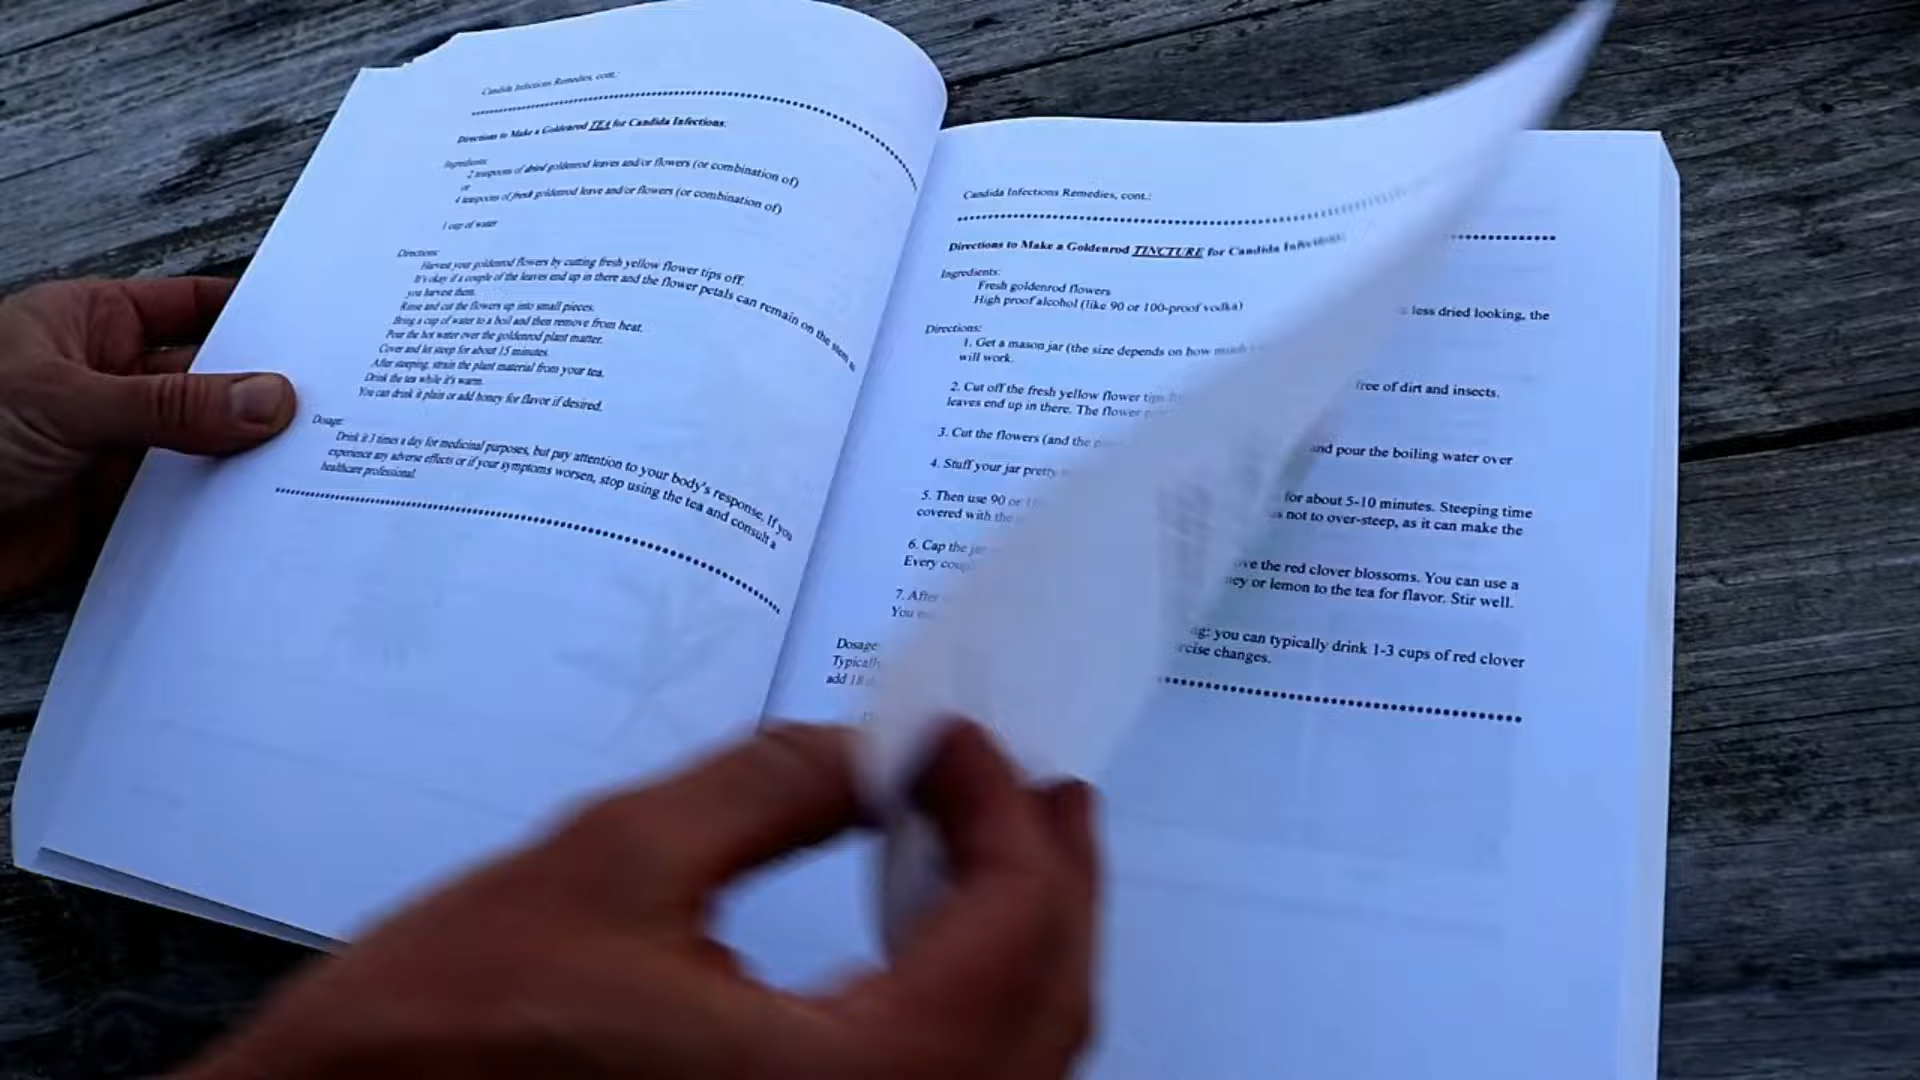 Candida Infections Remedies, cont.:
Directions to Make a Goldenrod TEA for Candida Infections.
Ingredients:
2 teaspoons of dried goldenrod leaves and/or flowers (or combination of)
or
4 teaspoons of fresh goldenrod leave and/or flowers (or combination of)
1 cup of water
Directions:
Harvest your goldenrod flowers by cutting fresh yellow flower tips off.
It's okay if a couple of the leaves end up in there and the flower petals can remain on the stem as
you harvest them.
Rinse and cut the flowers up into small pieces.
Bring a cup of water to a boil and then remove from heat.
Pour the hot water over the goldenrod plant matter.
Cover and let steep for about 15 minutes.
After steeping, strain the plant material from your tea.
Drink the tea while it's warm.
You can drink it plain or add honey for flavor if desired.
Dosage:
Drink it 3 times a day for medicinal purposes, but pay attention to your body's response. If you
experience any adverse effects or if your symptoms worsen, stop using the tea and consult a
healthcare professional.
Candida Infections Remedies, cont.:
Directions to Make a Goldenrod TINCTURE for Candida Infections:
Ingredients:
Fresh goldenrod flowers
High proof alcohol (like 90 or 100-proof vodka)
Directions:
1. Get a mason jar (the size depends on how much
will work.
2. Cut off the fresh yellow flower tips
leaves end up in there. The flower
3. Cut the flowers (and the
4. Stuff your jar pretty
5. Then use 90 or
covered with the
6. Cap the jar
Every
7. After
You
Dosage
Typically
add 18
less dried looking, the
free of dirt and insects.
and pour the boiling water over
for about 5-10 minutes. Steeping time
not to over-steep, as it can make the
the red clover blossoms. You can use a
or lemon to the tea for flavor. Stir well.
you can typically drink 1-3 cups of red clover
changes.